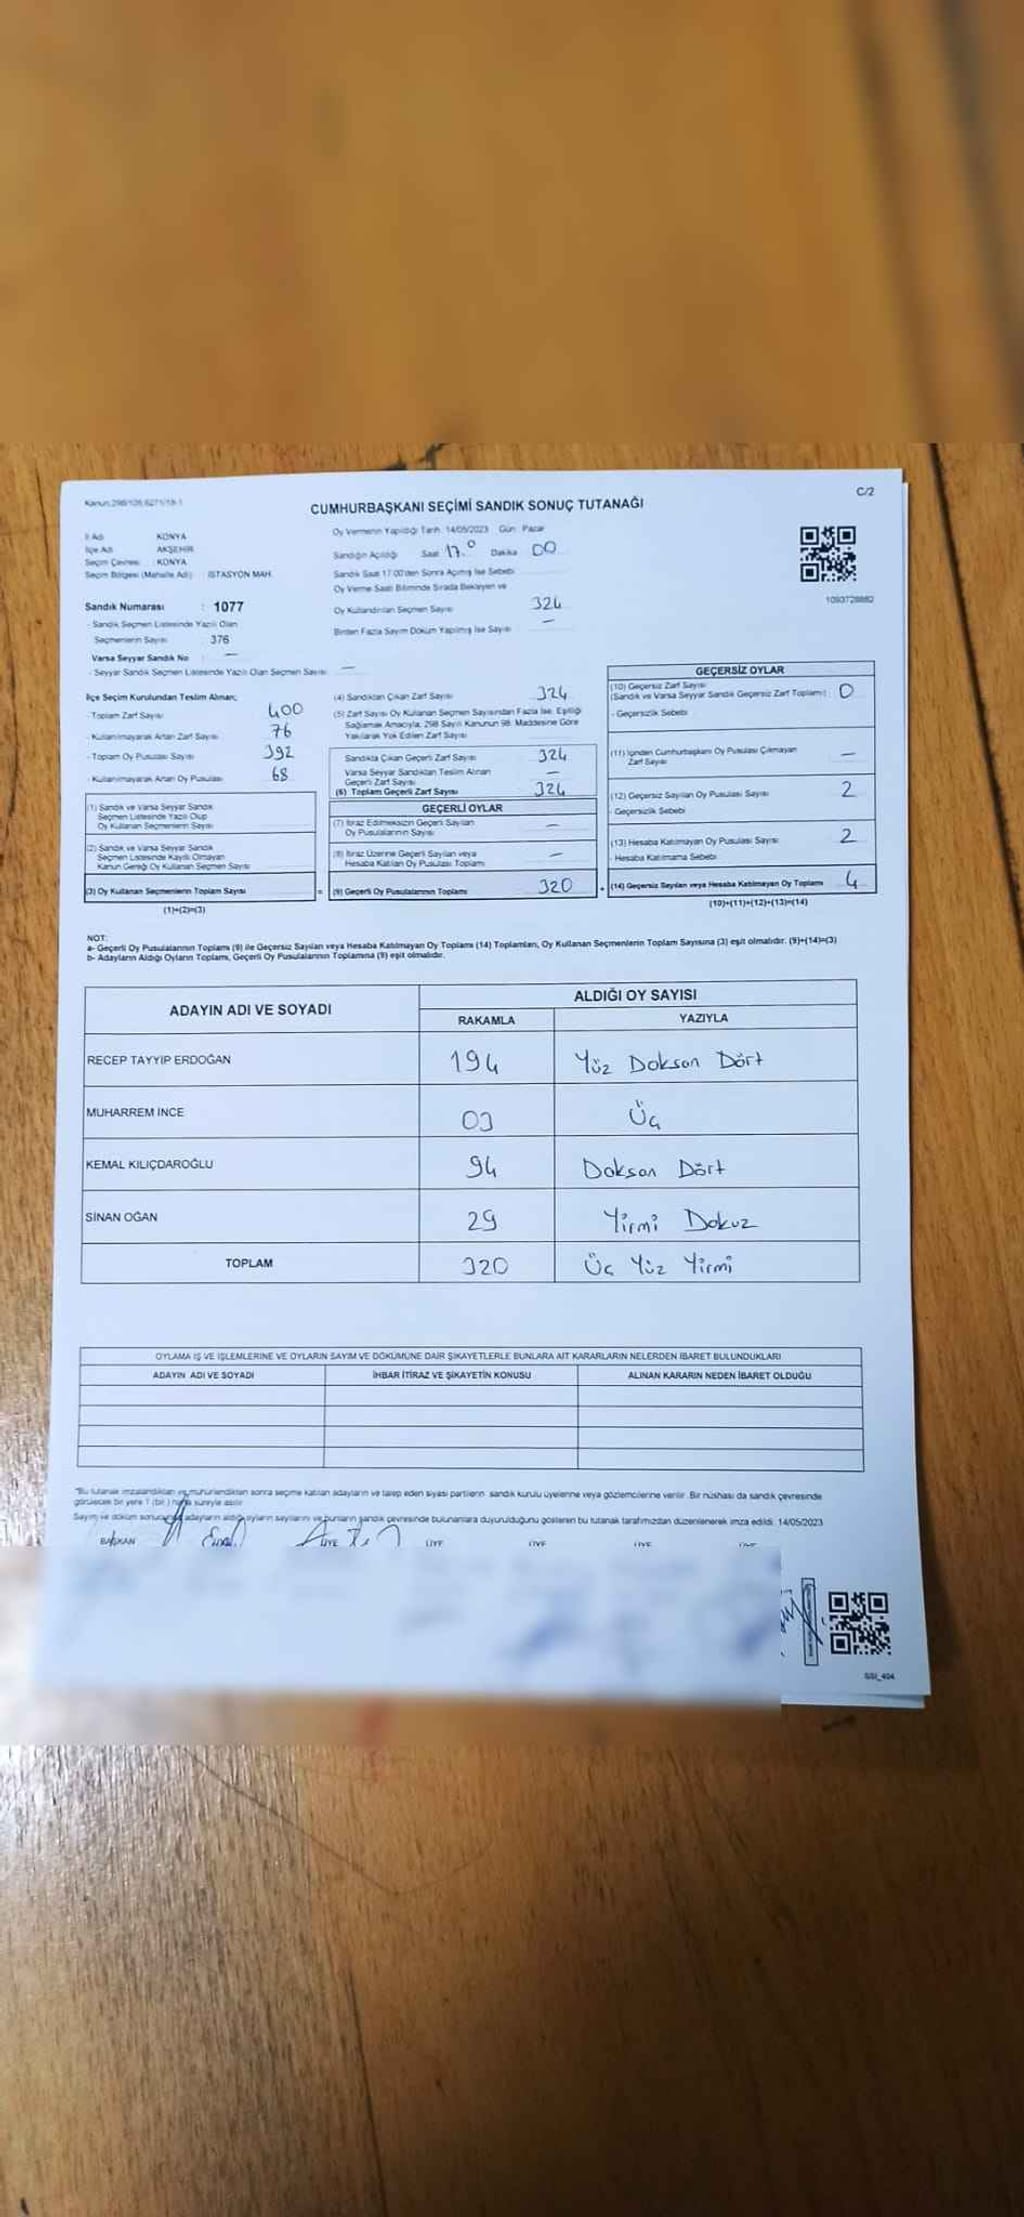 Kanun:298/105,6271/18-1
C/2
CUMHURBAŞKANI SEÇİMİ SANDIK SONUÇ TUTANAĞI
İl Adı KONYA
İlçe Adı AKŞEHİR
Seçim Çevresi KONYA
Seçim Bölgesi (Mahalle Adı) İSTASYON MAH.
Sandık Numarası : 1077
- Sandık Seçmen Listesinde Yazılı Olan
Seçmenlerin Sayısı 376
Varsa Seyyar Sandık No : —
- Seyyar Sandık Seçmen Listesinde Yazılı Olan Seçmen Sayısı —
Oy Vermenin Yapıldığı Tarih: 14/05/2023 Gün: Pazar
Sandığın Açıldığı Saat 17.0 Dakika 00
Sandık Saat 17:00'den Sonra Açılmış İse Sebebi
Oy Verme Saati Bitiminde Sırada Bekleyen ve
Oy Kullandırılan Seçmen Sayısı 324
Birden Fazla Sayım Döküm Yapılmış İse Sayısı —
1093728882
İlçe Seçim Kurulundan Teslim Alınan;
- Toplam Zarf Sayısı 400
- Kullanılmayarak Artan Zarf Sayısı 76
- Toplam Oy Pusulası Sayısı 392
- Kullanılmayarak Artan Oy Pusulası 68
(1) Sandık ve Varsa Seyyar Sandık
Seçmen Listesinde Yazılı Olup
Oy Kullanan Seçmenlerin Sayısı
(2) Sandık ve Varsa Seyyar Sandık
Seçmen Listesinde Kayıtlı Olmayan
Kanun Gereği Oy Kullanan Seçmen Sayısı
(3) Oy Kullanan Seçmenlerin Toplam Sayısı =
(1)+(2)=(3)
(4) Sandıktan Çıkan Zarf Sayısı 324
(5) Zarf Sayısı Oy Kullanan Seçmen Sayısından Fazla İse, Eşitliği
Sağlamak Amacıyla, 298 Sayılı Kanunun 98. Maddesine Göre
Yakılarak Yok Edilen Zarf Sayısı
Sandıkta Çıkan Geçerli Zarf Sayısı 324
Varsa Seyyar Sandıktan Teslim Alınan
Geçerli Zarf Sayısı —
(6) Toplam Geçerli Zarf Sayısı 324
GEÇERLİ OYLAR
(7) İtiraz Edilmeksizin Geçerli Sayılan
Oy Pusulalarının Sayısı —
(8) İtiraz Üzerine Geçerli Sayılan veya
Hesaba Katılan Oy Pusulası Toplamı —
(9) Geçerli Oy Pusulalarının Toplamı 320 +
GEÇERSİZ OYLAR
(10) Geçersiz Zarf Sayısı
(Sandık ve Varsa Seyyar Sandık Geçersiz Zarf Toplamı) 0
- Geçersizlik Sebebi
(11) İçinden Cumhurbaşkanı Oy Pusulası Çıkmayan
Zarf Sayısı —
(12) Geçersiz Sayılan Oy Pusulası Sayısı 2
- Geçersizlik Sebebi
(13) Hesaba Katılmayan Oy Pusulası Sayısı 2
- Hesaba Katılmama Sebebi
(14) Geçersiz Sayılan veya Hesaba Katılmayan Oy Toplamı 4
(10)+(11)+(12)+(13)=(14)
NOT:
a- Geçerli Oy Pusulalarının Toplamı (9) ile Geçersiz Sayılan veya Hesaba Katılmayan Oy Toplamı (14) Toplamları, Oy Kullanan Seçmenlerin Toplam Sayısına (3) eşit olmalıdır. (9)+(14)=(3)
b- Adayların Aldığı Oyların Toplamı, Geçerli Oy Pusulalarının Toplamına (9) eşit olmalıdır.
ADAYIN ADI VE SOYADI
ALDIĞI OY SAYISI
RAKAMLA YAZIYLA
RECEP TAYYİP ERDOĞAN 194 Yüz Doksan Dört
MUHARREM İNCE 03 Üç
KEMAL KILIÇDAROĞLU 94 Doksan Dört
SİNAN OĞAN 29 Yirmi Dokuz
TOPLAM 320 Üç Yüz Yirmi
OYLAMA İŞ VE İŞLEMLERİNE VE OYLARIN SAYIM VE DÖKÜMÜNE DAİR ŞİKAYETLERLE BUNLARA AİT KARARLARIN NELERDEN İBARET BULUNDUKLARI
ADAYIN ADI VE SOYADI İHBAR İTİRAZ VE ŞİKAYETİN KONUSU ALINAN KARARIN NEDEN İBARET OLDUĞU
"Bu tutanak imzalandıktan ve mühürlendikten sonra seçime katılan adayların ve talep eden siyasi partilerin sandık kurulu üyelerine veya gözlemcilerine verilir. Bir nüshası da sandık çevresinde
görülecek bir yere 1 (bir) hafta süreyle asılır
Sayım ve döküm sonucunda adayların aldığı oyların sayılarını ve bunların sandık çevresinde bulunanlara duyurulduğunu gösteren bu tutanak tarafımızdan düzenlenerek imza edildi. 14/05/2023
BAŞKAN ÜYE ÜYE ÜYE ÜYE
SSI_404